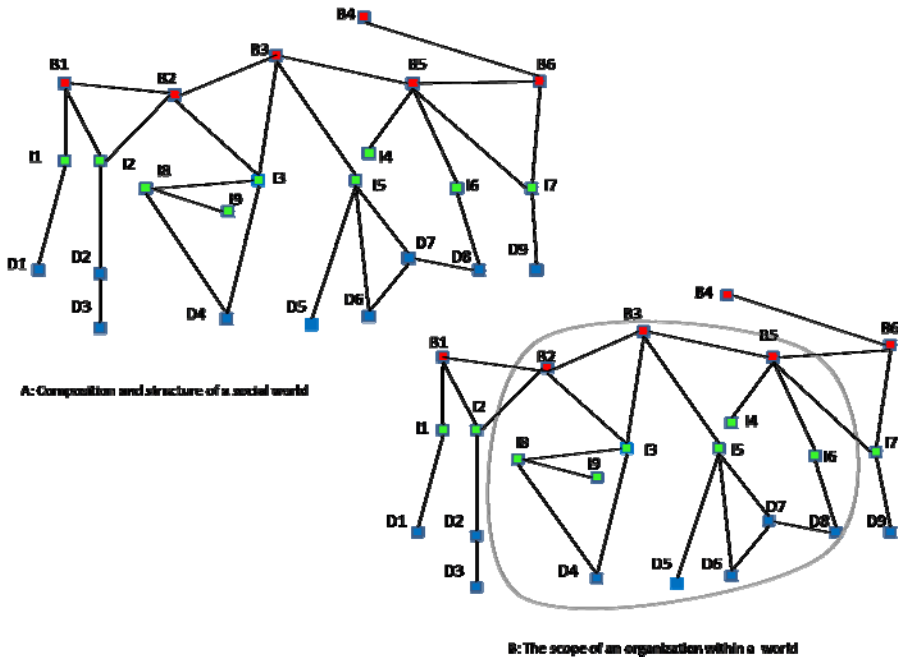 B4
B3
B1
B2
B5
B6
I1
I2
I8
I3
I9
I4
I5
I6
I7
D1
D2
D3
D4
D5
D6
D7
D8
D9
A: Composition and structure of a social world
B4
B3
B1
B2
B5
B6
I1
I2
I8
I3
I9
I4
I5
I6
I7
D1
D2
D3
D4
D5
D6
D7
D8
D9
B: The scope of an organization within a world